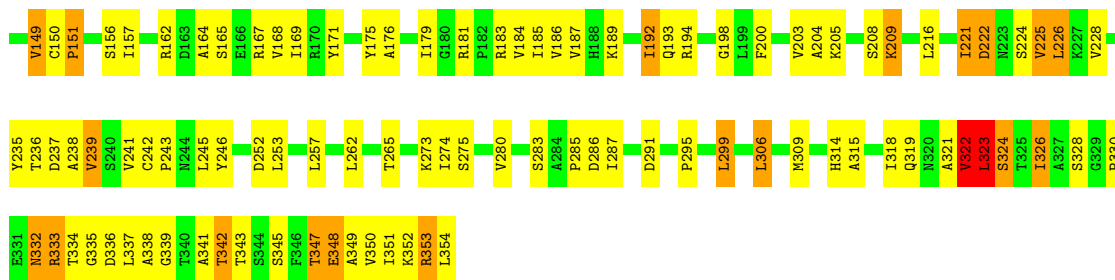 V149 C150 P151 S156 I157 R162 D163 A164 S165 E166 R167 V168 I169 R170 Y171 Y175 A176 I179 G180 R181 P182 R183 V184 I185 V186 V187 H188 K189 I192 Q193 R194 G198 L199 F200 V203 A204 K205 S208 K209 L216 I221 D222 N223 S224 V225 L226 K227 V228
Y235 T236 D237 A238 V239 S240 V241 C242 P243 N244 L245 Y246 D252 L253 L257 L262 T265 K273 I274 S275 V280 S283 A284 P285 D286 I287 D291 P295 L299 L306 M309 H314 A315 I318 Q319 N320 A321 V322 L323 S324 T325 I326 A327 S328 G329
E331 N332 R333 T334 G335 D336 L337 A338 G339 T340 A341 T342 T343 S344 S345 F346 T347 E348 A349 V350 I351 K352 R353 L354